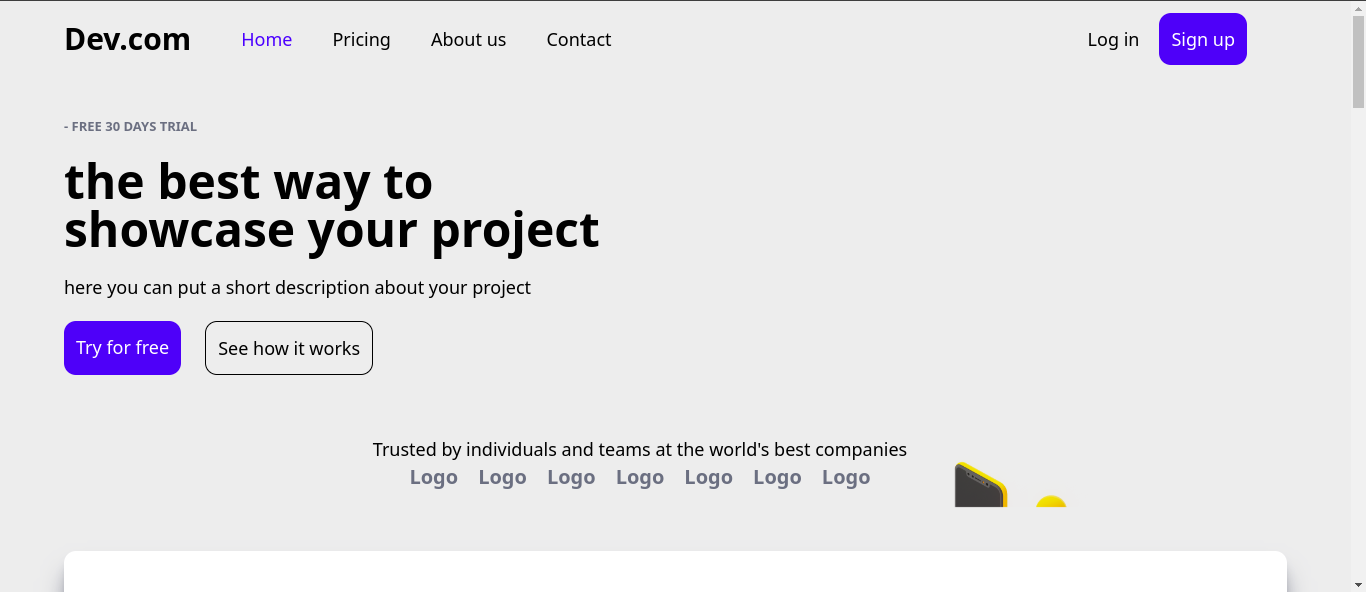 Dev.com Home Pricing About us Contact Log in Sign up
- FREE 30 DAYS TRIAL
the best way to
showcase your project
here you can put a short description about your project
Try for free See how it works
Trusted by individuals and teams at the world's best companies
Logo Logo Logo Logo Logo Logo Logo